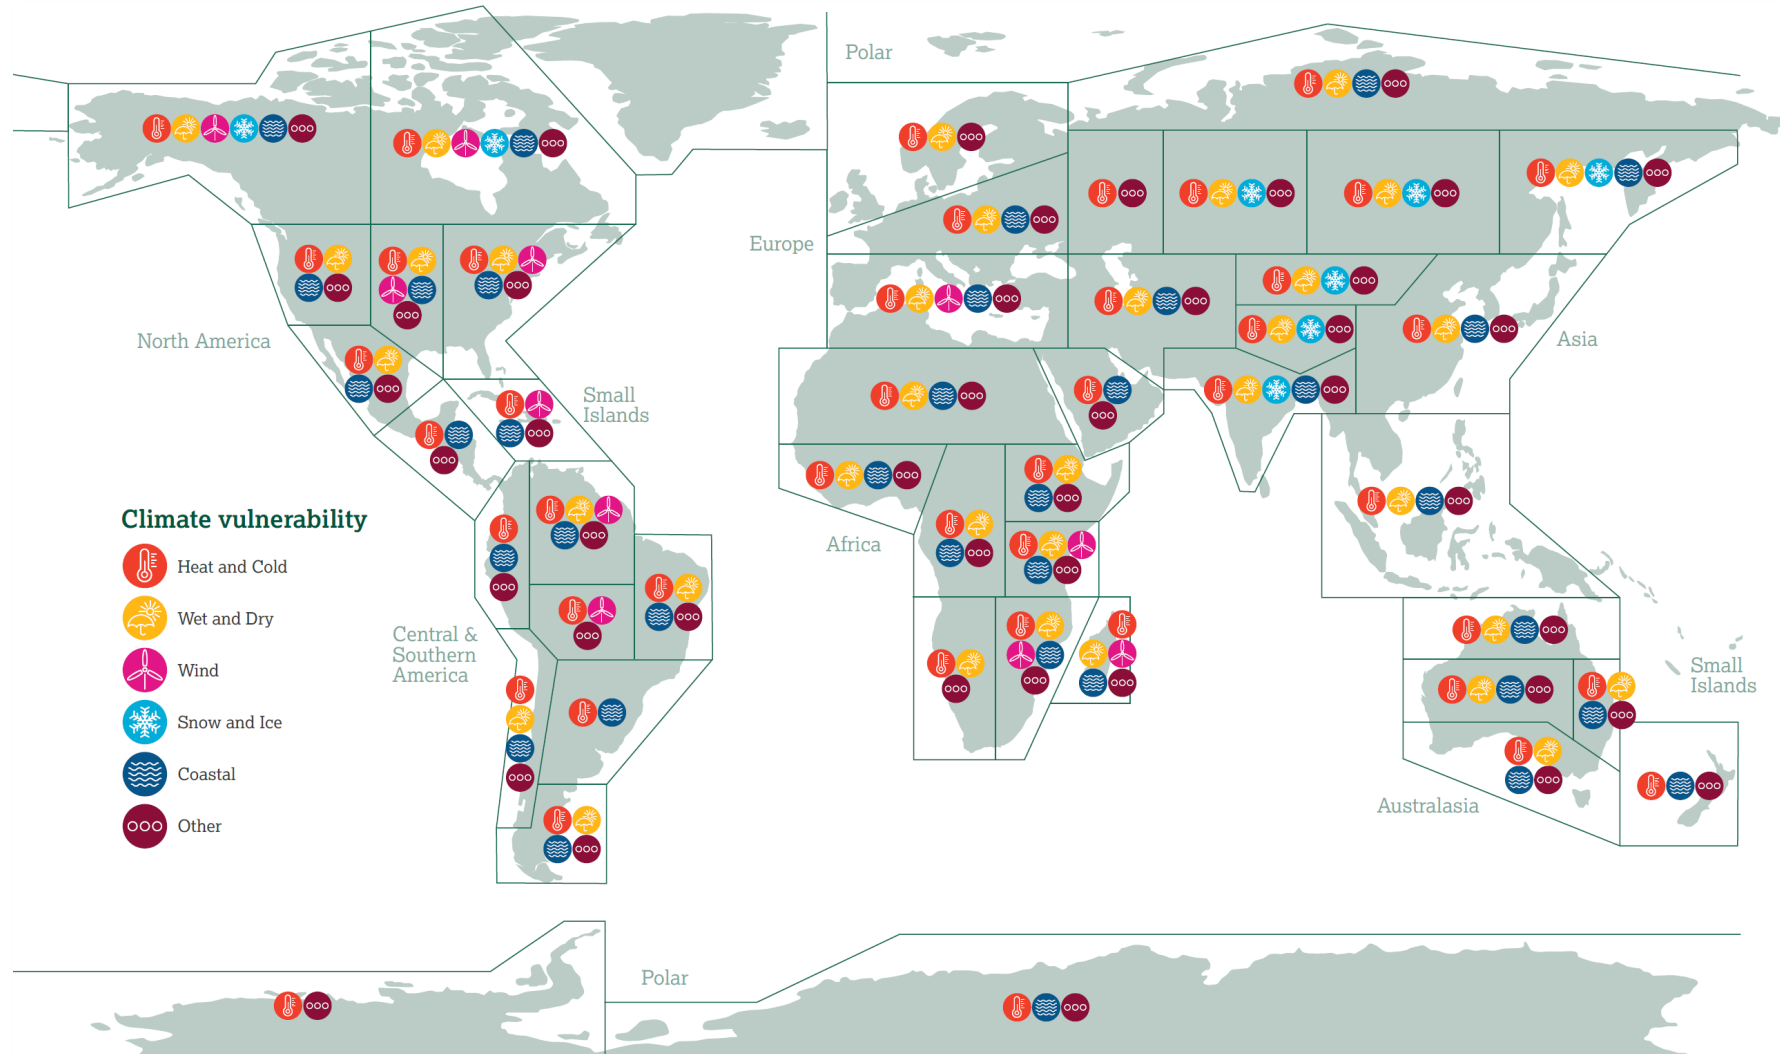 Polar
Europe
North America
Asia
Small
Islands
Climate vulnerability
Heat and Cold
Wet and Dry
Wind
Snow and Ice
Coastal
Other
Africa
Central &
Southern
America
Small
Islands
Australasia
Polar